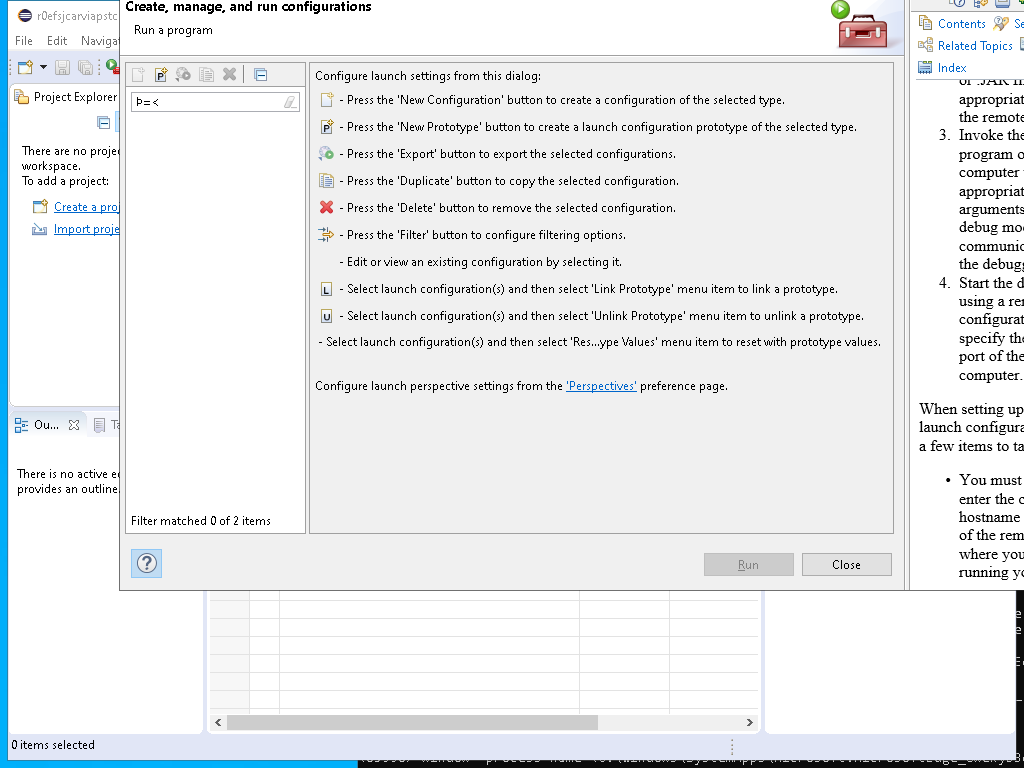 r0efsjcarviapstc
File Edit Naviga
Project Explorer
There are no proje
workspace.
To add a project:
Create a proj
Import proje
Ou...
Ta
There is no active e
provides an outline.
0 items selected
Create, manage, and run configurations
Run a program
Þ=<
Filter matched 0 of 2 items
Configure launch settings from this dialog:
- Press the 'New Configuration' button to create a configuration of the selected type.
- Press the 'New Prototype' button to create a launch configuration prototype of the selected type.
- Press the 'Export' button to export the selected configurations.
- Press the 'Duplicate' button to copy the selected configuration.
- Press the 'Delete' button to remove the selected configuration.
- Press the 'Filter' button to configure filtering options.
- Edit or view an existing configuration by selecting it.
- Select launch configuration(s) and then select 'Link Prototype' menu item to link a prototype.
- Select launch configuration(s) and then select 'Unlink Prototype' menu item to unlink a prototype.
- Select launch configuration(s) and then select 'Res...ype Values' menu item to reset with prototype values.
Configure launch perspective settings from the 'Perspectives' preference page.
Run
Close
Contents Se
Related Topics
Index
appropriat
the remote
3. Invoke the
program o
computer
appropriat
arguments
debug mod
communic
the debugg
4. Start the d
using a rem
configurat
specify the
port of the
computer.
When setting up
launch configura
a few items to ta
• You must
enter the c
hostname
of the rem
where you
running yo